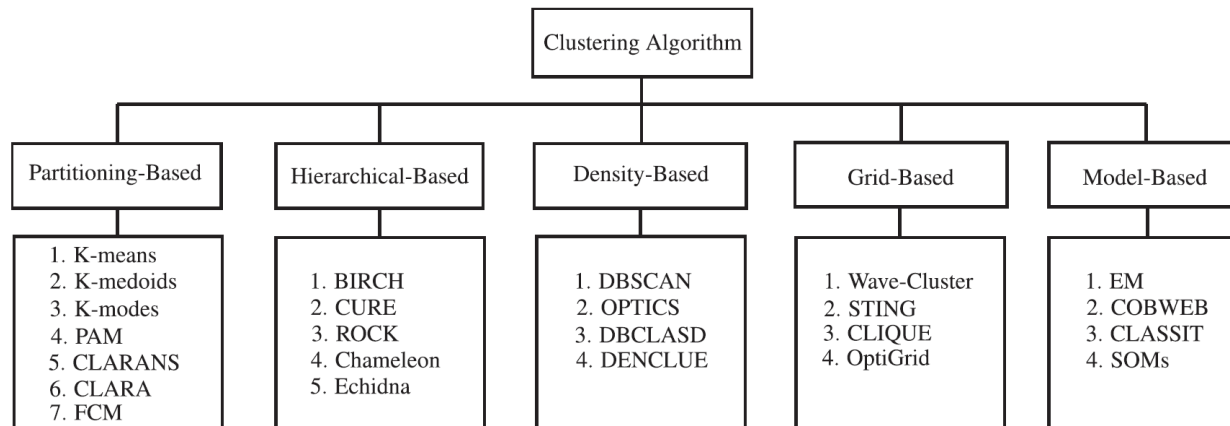 Clustering Algorithm
Partitioning-Based
Hierarchical-Based
Density-Based
Grid-Based
Model-Based
1. K-means
2. K-medoids
3. K-modes
4. PAM
5. CLARANS
6. CLARA
7. FCM
1. BIRCH
2. CURE
3. ROCK
4. Chameleon
5. Echidna
1. DBSCAN
2. OPTICS
3. DBCLASD
4. DENCLUE
1. Wave-Cluster
2. STING
3. CLIQUE
4. OptiGrid
1. EM
2. COBWEB
3. CLASSIT
4. SOMs